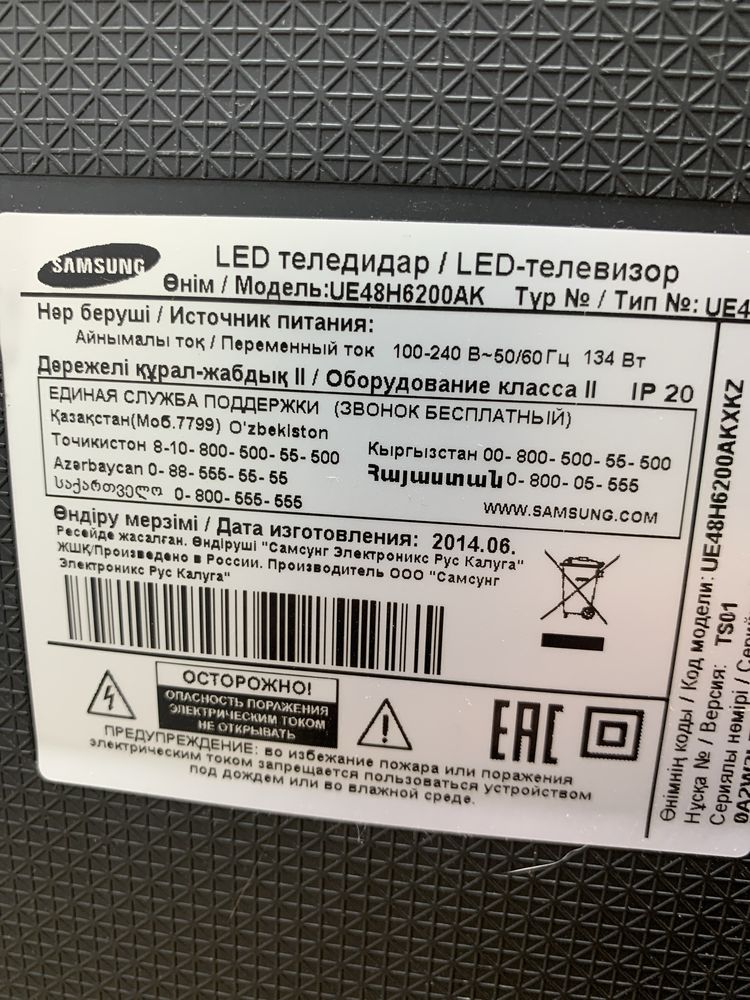 SAMSUNG
LED теледидар / LED-телевизор
Өнім / Модель:UE48H6200AK Түр № / Тип №: UE4
Нәр беруші / Источник питания:
Айнымалы тоқ / Переменный ток 100-240 В~50/60 Гц 134 Вт
Дәрежелі құрал-жабдық II / Оборудование класса II IP 20
ЕДИНАЯ СЛУЖБА ПОДДЕРЖКИ (ЗВОНОК БЕСПЛАТНЫЙ)
Қазақстан(Моб.7799) O'zbekiston
Точикистон 8-10-800-500-55-500
Кыргызстан 00-800-500-55-500
Azərbaycan 0-88-555-55-55
Հայաստան 0-800-05-555
საქართველო 0-800-555-555
WWW.SAMSUNG.COM
Өндіру мерзімі / Дата изготовления: 2014.06.
Ресейде жасалған. Өндіруші "Самсунг Электроникс Рус Калуга"
ЖШҚ/Произведено в России. Производитель ООО "Самсунг
Электроникс Рус Калуга"
ОСТОРОЖНО!
ОПАСНОСТЬ ПОРАЖЕНИЯ
ЭЛЕКТРИЧЕСКИМ ТОКОМ
НЕ ОТКРЫВАТЬ
EAC
ПРЕДУПРЕЖДЕНИЕ: во избежание пожара или поражения
электрическим током запрещается пользоваться устройством
под дождем или во влажной среде.
Өнімнің коды / Код модели: UE48H6200AKXKZ
Нұсқа № / Версия: TS01
Сериялы нөмірі / Серий